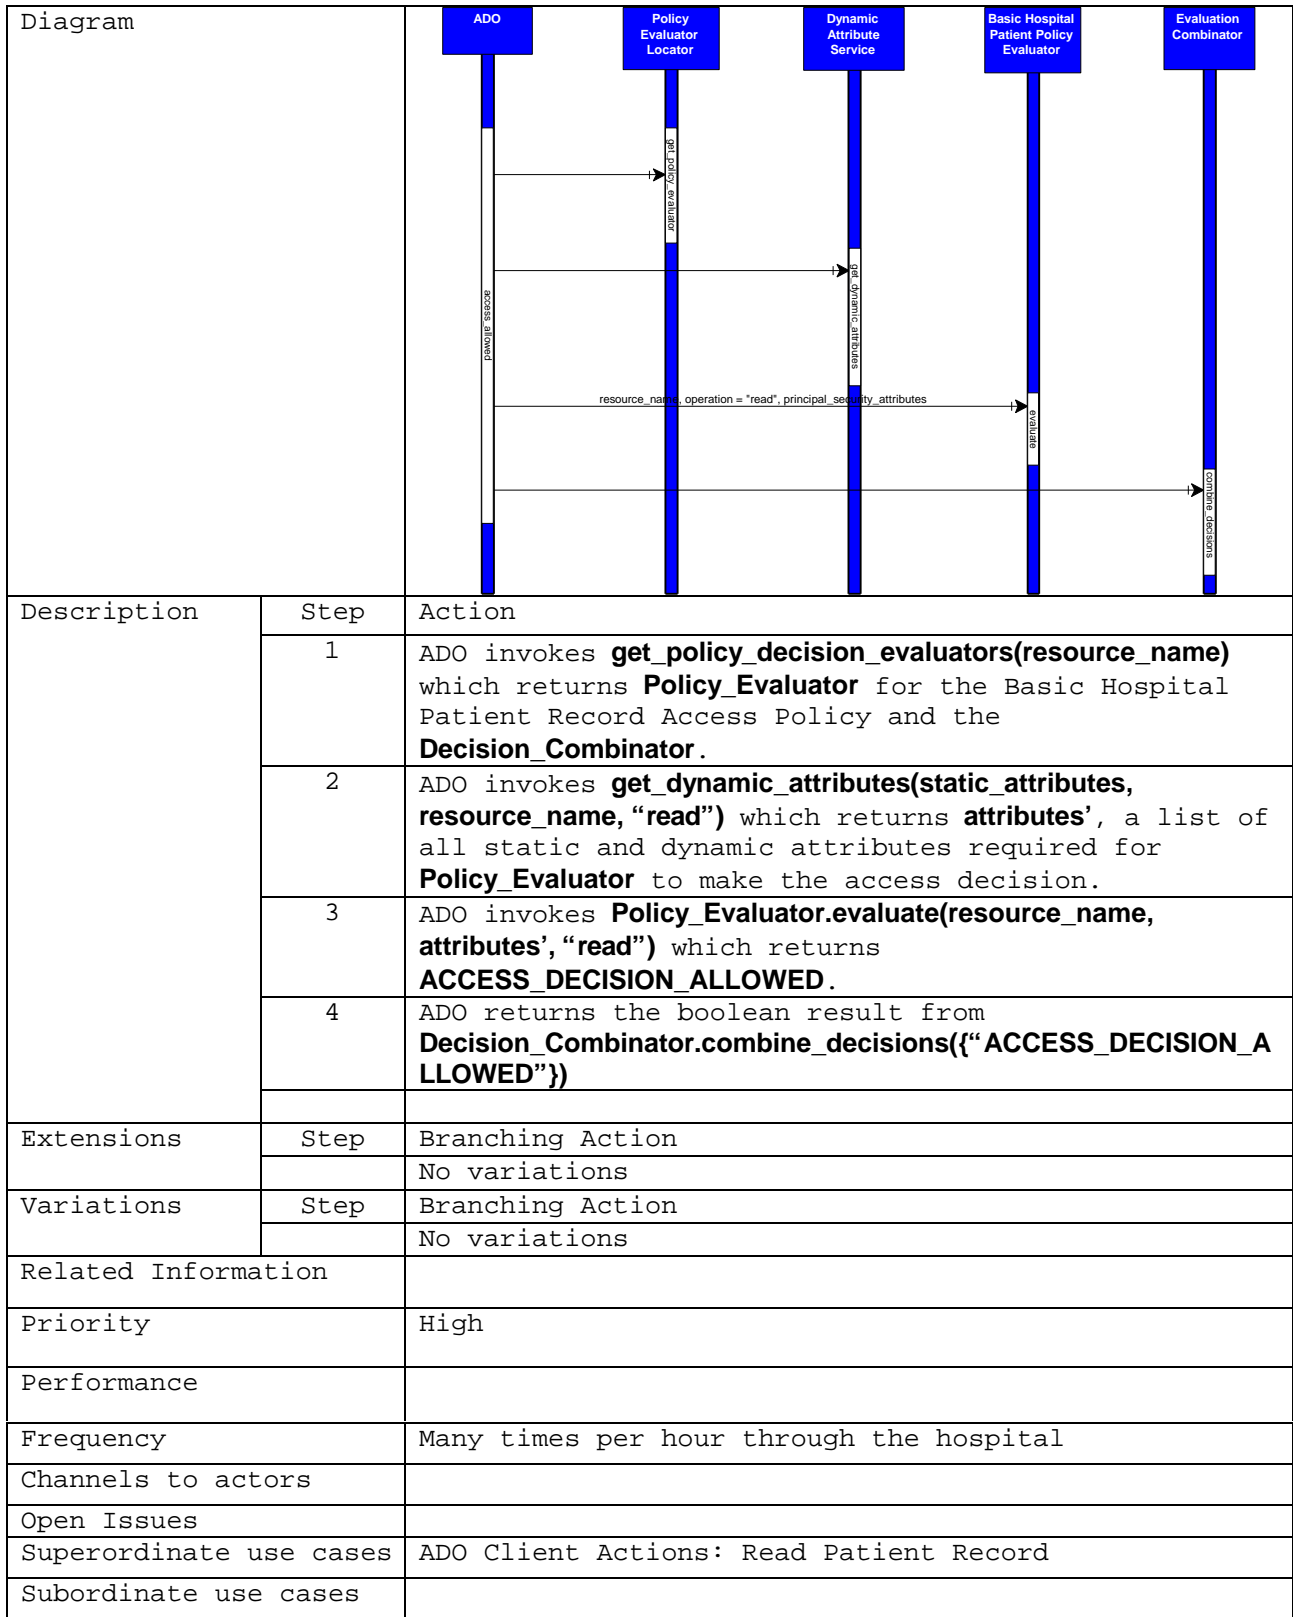 Diagram
ADO
Policy
Evaluator
Locator
Dynamic
Attribute
Service
Basic Hospital
Patient Policy
Evaluator
Evaluation
Combinator
get_policy_evaluator
get_dynamic_attributes
access_allowed
resource_name, operation = "read", principal_security_attributes
evaluate
combine_decisions
Description Step Action
1 ADO invokes get_policy_decision_evaluators(resource_name)
which returns Policy_Evaluator for the Basic Hospital
Patient Record Access Policy and the
Decision_Combinator.
2 ADO invokes get_dynamic_attributes(static_attributes,
resource_name, “read”) which returns attributes’, a list of
all static and dynamic attributes required for
Policy_Evaluator to make the access decision.
3 ADO invokes Policy_Evaluator.evaluate(resource_name,
attributes’, “read”) which returns
ACCESS_DECISION_ALLOWED.
4 ADO returns the boolean result from
Decision_Combinator.combine_decisions({“ACCESS_DECISION_A
LLOWED”})
Extensions Step Branching Action
No variations
Variations Step Branching Action
No variations
Related Information
Priority High
Performance
Frequency Many times per hour through the hospital
Channels to actors
Open Issues
Superordinate use cases ADO Client Actions: Read Patient Record
Subordinate use cases